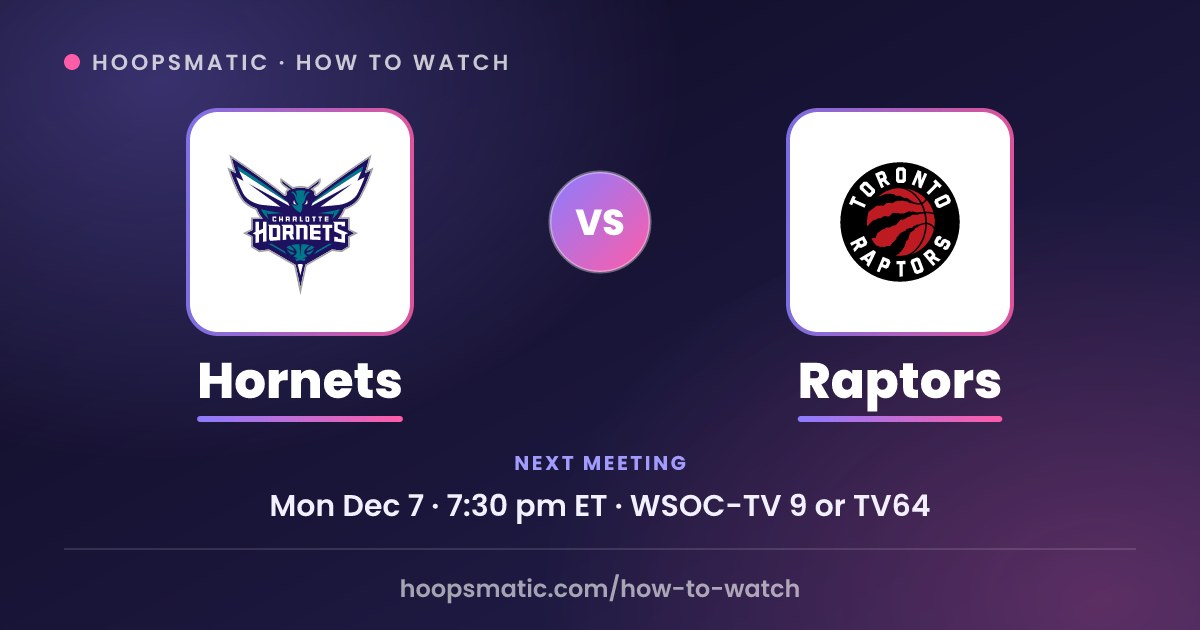 HOOPSMATIC · HOW TO WATCH
CHARLOTTE
HORNETS
VS
TORONTO
RAPTORS
Hornets
Raptors
NEXT MEETING
Mon Dec 7 · 7:30 pm ET · WSOC-TV 9 or TV64
hoopsmatic.com/how-to-watch